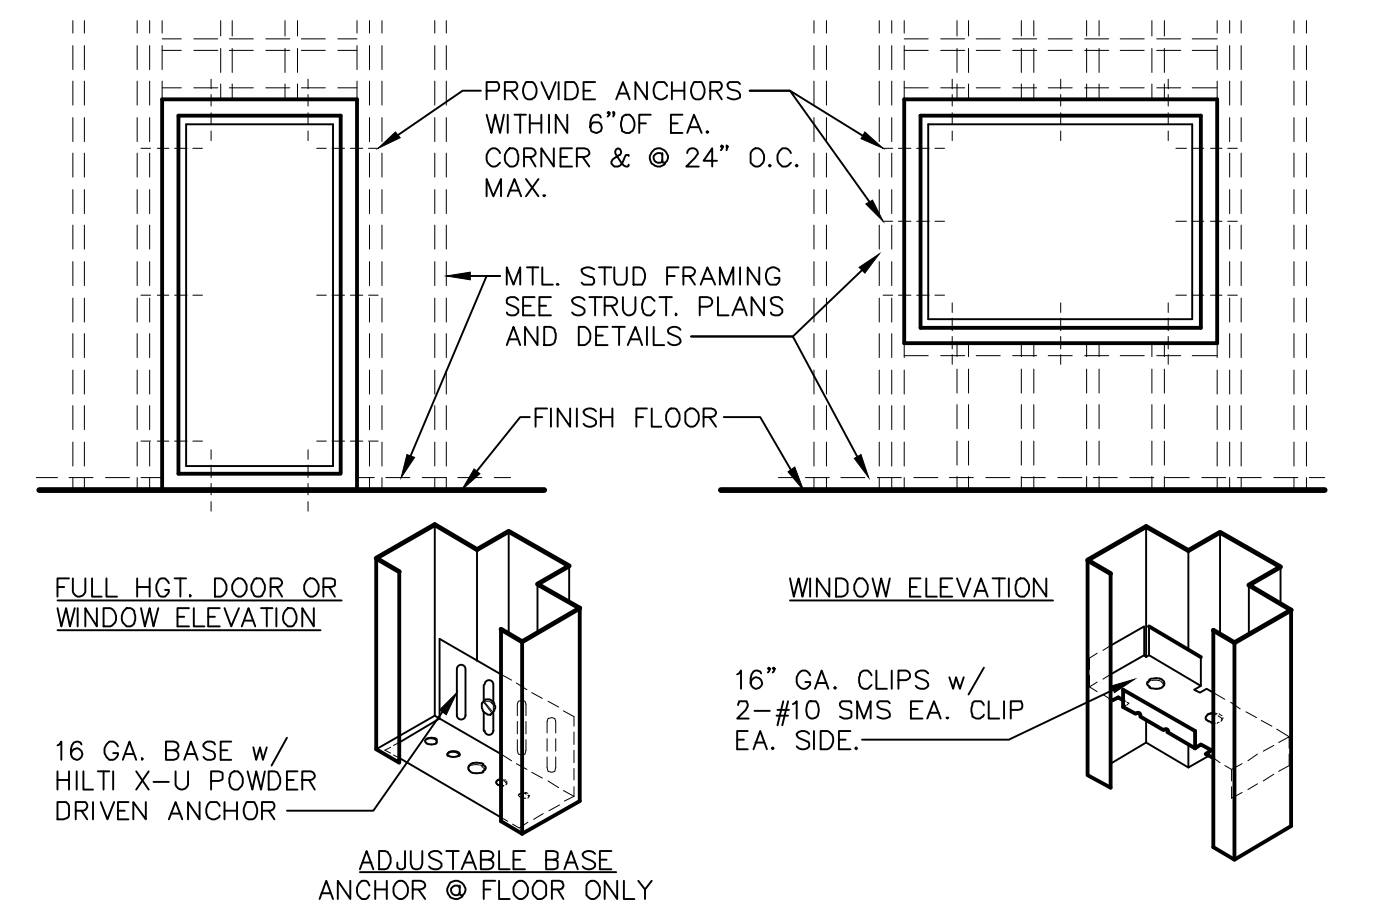 PROVIDE ANCHORS
WITHIN 6”OF EA.
CORNER & @ 24” O.C.
MAX.
MTL. STUD FRAMING
SEE STRUCT. PLANS
AND DETAILS
FINISH FLOOR
FULL HGT. DOOR OR
WINDOW ELEVATION
WINDOW ELEVATION
16 GA. BASE w/
HILTI X-U POWDER
DRIVEN ANCHOR
16” GA. CLIPS w/
2-#10 SMS EA. CLIP
EA. SIDE.
ADJUSTABLE BASE
ANCHOR @ FLOOR ONLY